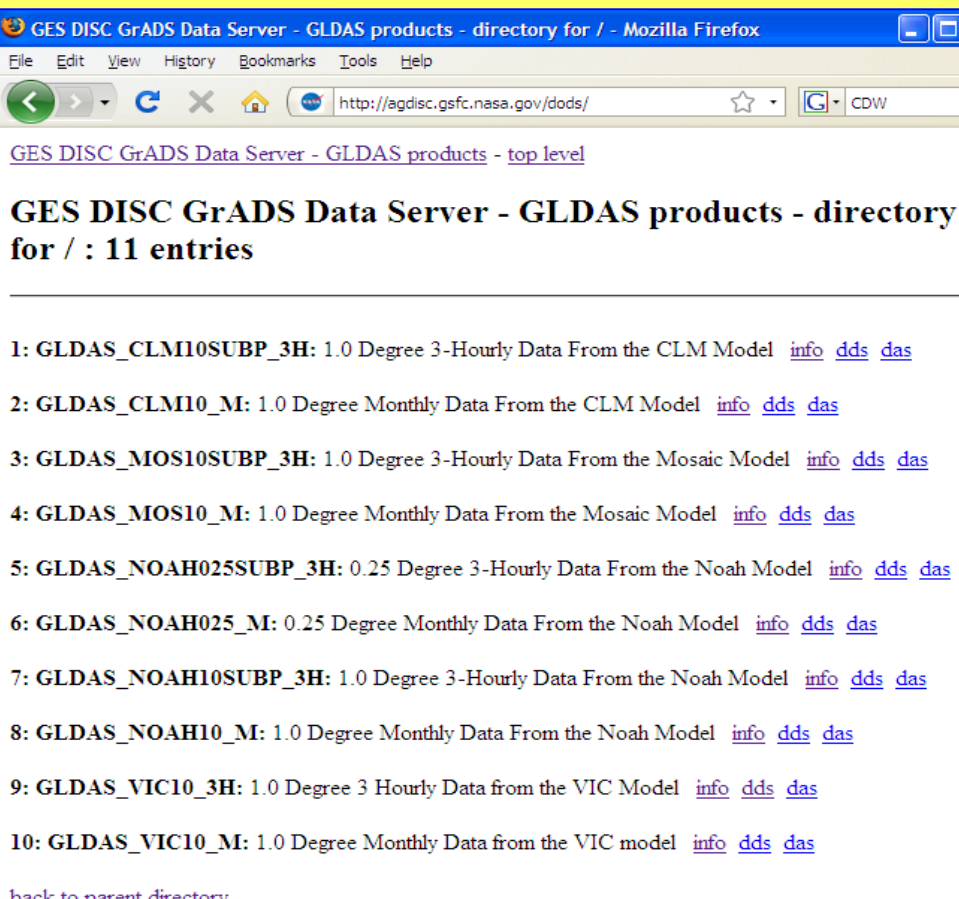 GES DISC GrADS Data Server - GLDAS products - directory for / - Mozilla Firefox
File Edit View History Bookmarks Tools Help
http://agdisc.gsfc.nasa.gov/dods/ G CDW
GES DISC GrADS Data Server - GLDAS products - top level
GES DISC GrADS Data Server - GLDAS products - directory
for / : 11 entries
1: GLDAS_CLM10SUBP_3H: 1.0 Degree 3-Hourly Data From the CLM Model info dds das
2: GLDAS_CLM10_M: 1.0 Degree Monthly Data From the CLM Model info dds das
3: GLDAS_MOS10SUBP_3H: 1.0 Degree 3-Hourly Data From the Mosaic Model info dds das
4: GLDAS_MOS10_M: 1.0 Degree Monthly Data From the Mosaic Model info dds das
5: GLDAS_NOAH025SUBP_3H: 0.25 Degree 3-Hourly Data From the Noah Model info dds das
6: GLDAS_NOAH025_M: 0.25 Degree Monthly Data From the Noah Model info dds das
7: GLDAS_NOAH10SUBP_3H: 1.0 Degree 3-Hourly Data From the Noah Model info dds das
8: GLDAS_NOAH10_M: 1.0 Degree Monthly Data From the Noah Model info dds das
9: GLDAS_VIC10_3H: 1.0 Degree 3 Hourly Data from the VIC Model info dds das
10: GLDAS_VIC10_M: 1.0 Degree Monthly Data from the VIC model info dds das
back to parent directory